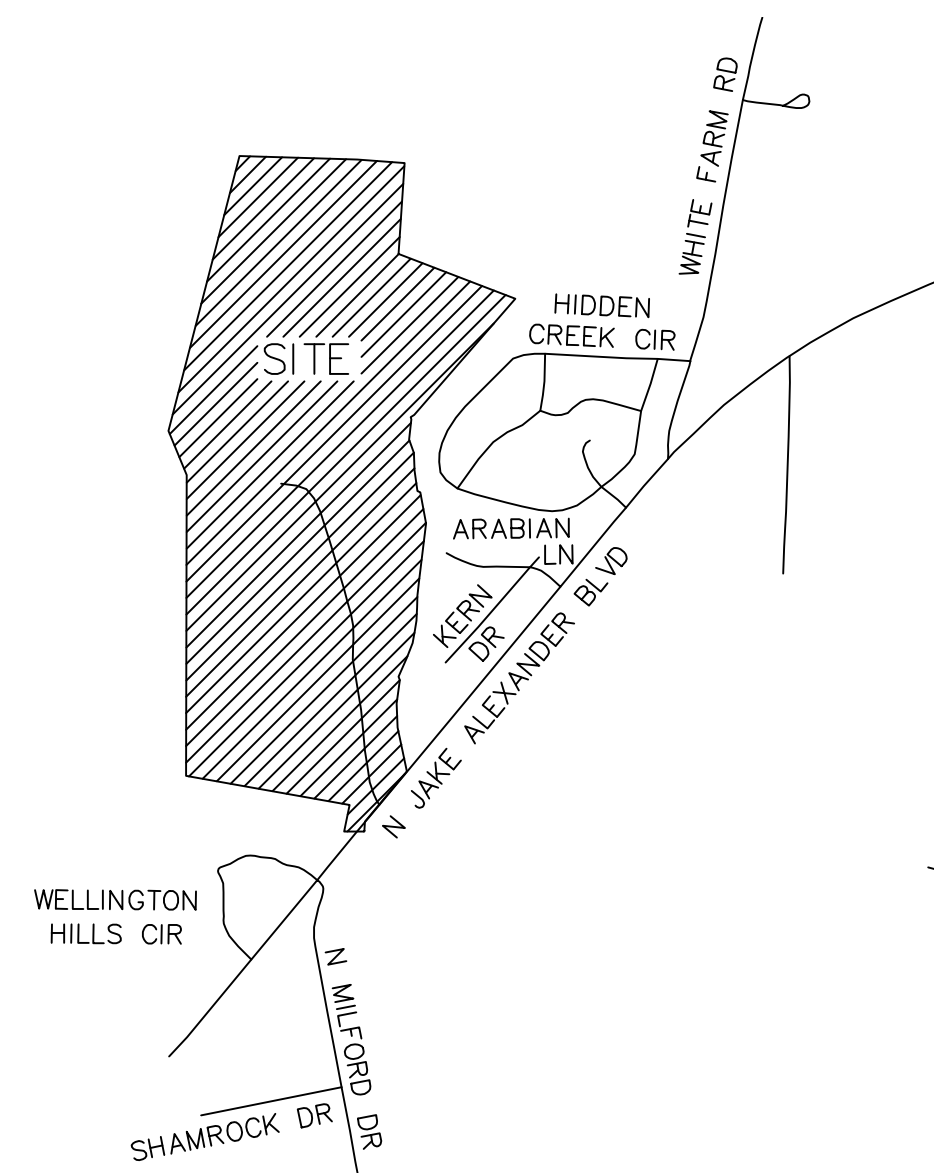 WHITE FARM RD
HIDDEN
CREEK CIR
SITE
ARABIAN
LN
KERN
DR
N JAKE ALEXANDER BLVD
WELLINGTON
HILLS CIR
N MILFORD DR
SHAMROCK DR